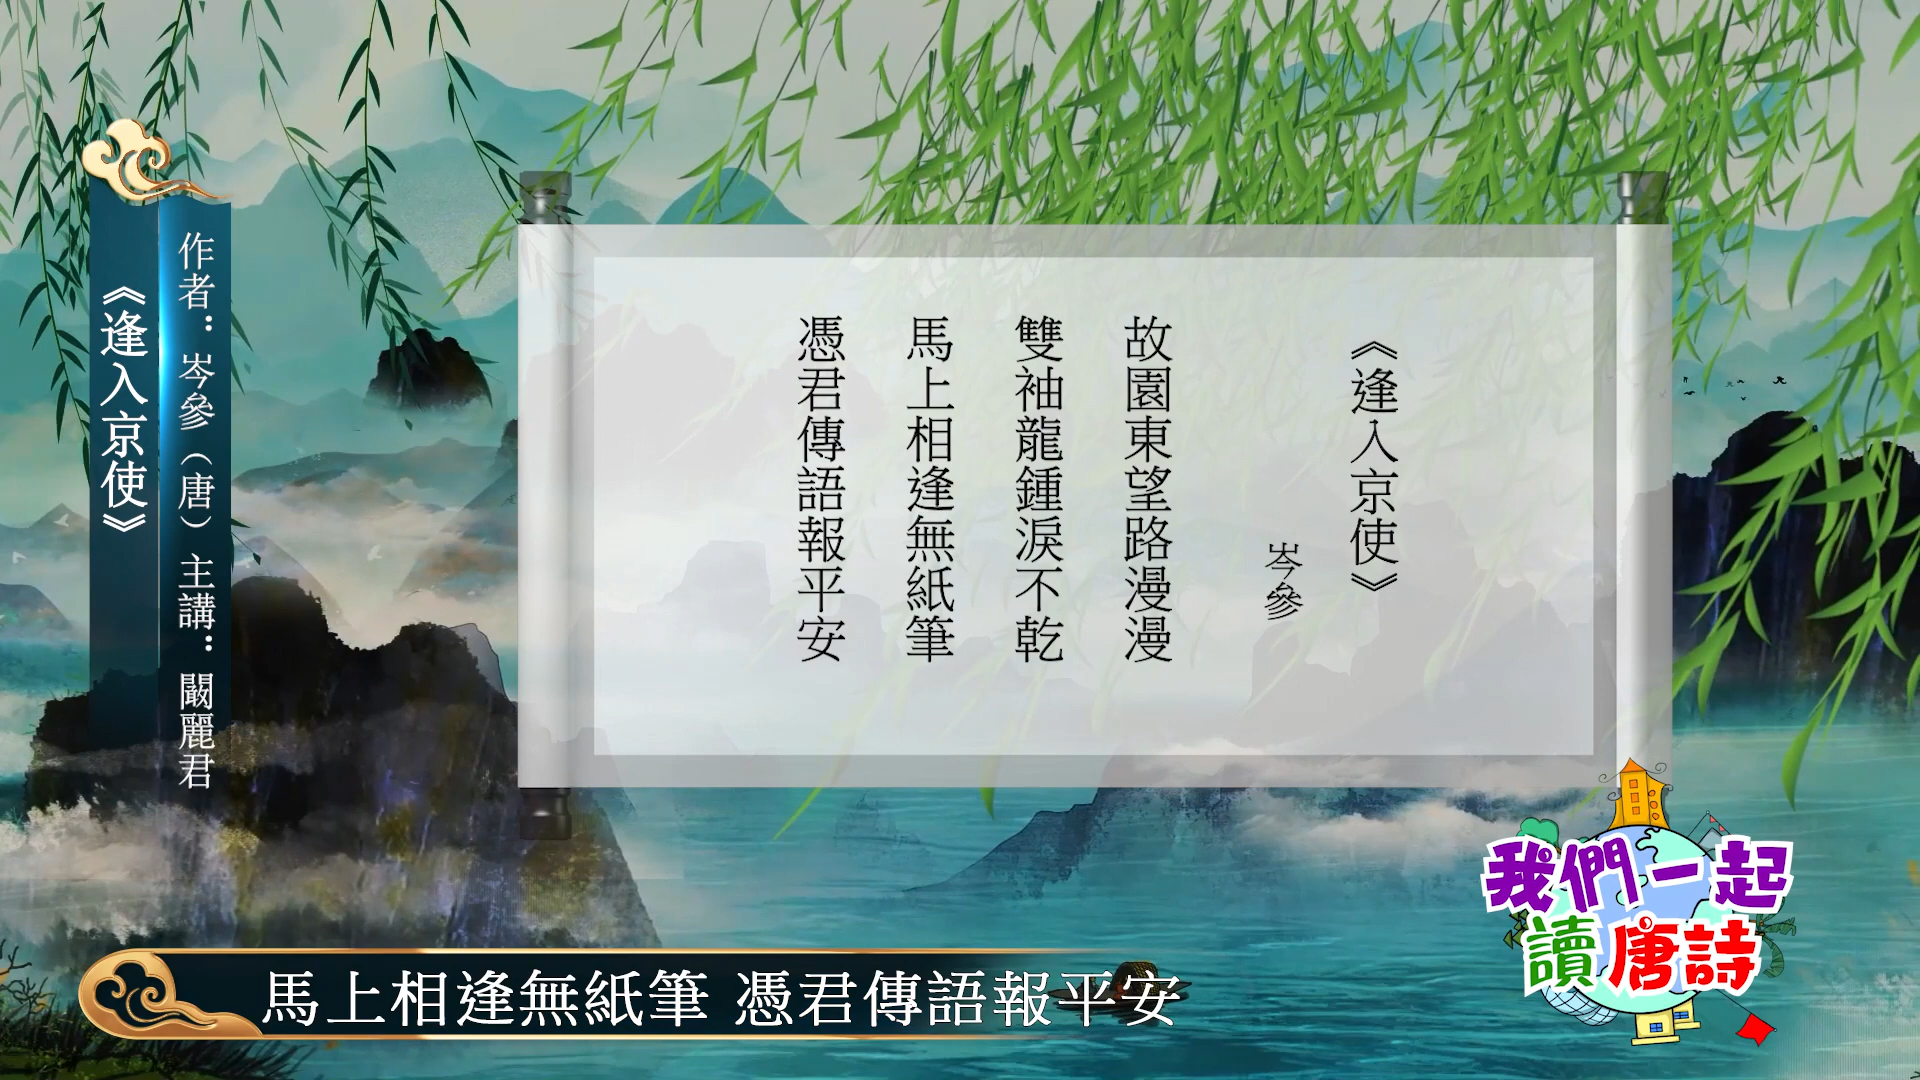 《逢入京使》
岑參
故園東望路漫漫
雙袖龍鍾淚不乾
馬上相逢無紙筆
憑君傳語報平安
《逢入京使》
作者：岑參（唐）主講：闞麗君
馬上相逢無紙筆 憑君傳語報平安
我們一起
讀唐詩